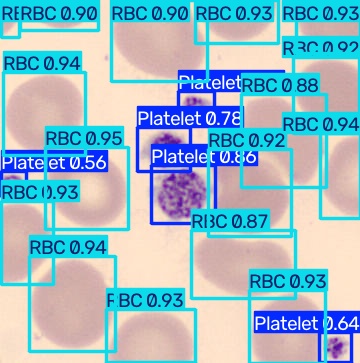 RBC 0.90
RBC 0.90
RBC 0.93
RBC 0.93
RBC 0.92
RBC 0.94
Platelet
RBC 0.88
Platelet 0.78
RBC 0.94
RBC 0.95
RBC 0.92
Platelet 0.56
Platelet 0.86
0.93
RBC 0.87
RBC 0.94
RBC 0.93
RBC 0.93
Platelet 0.64